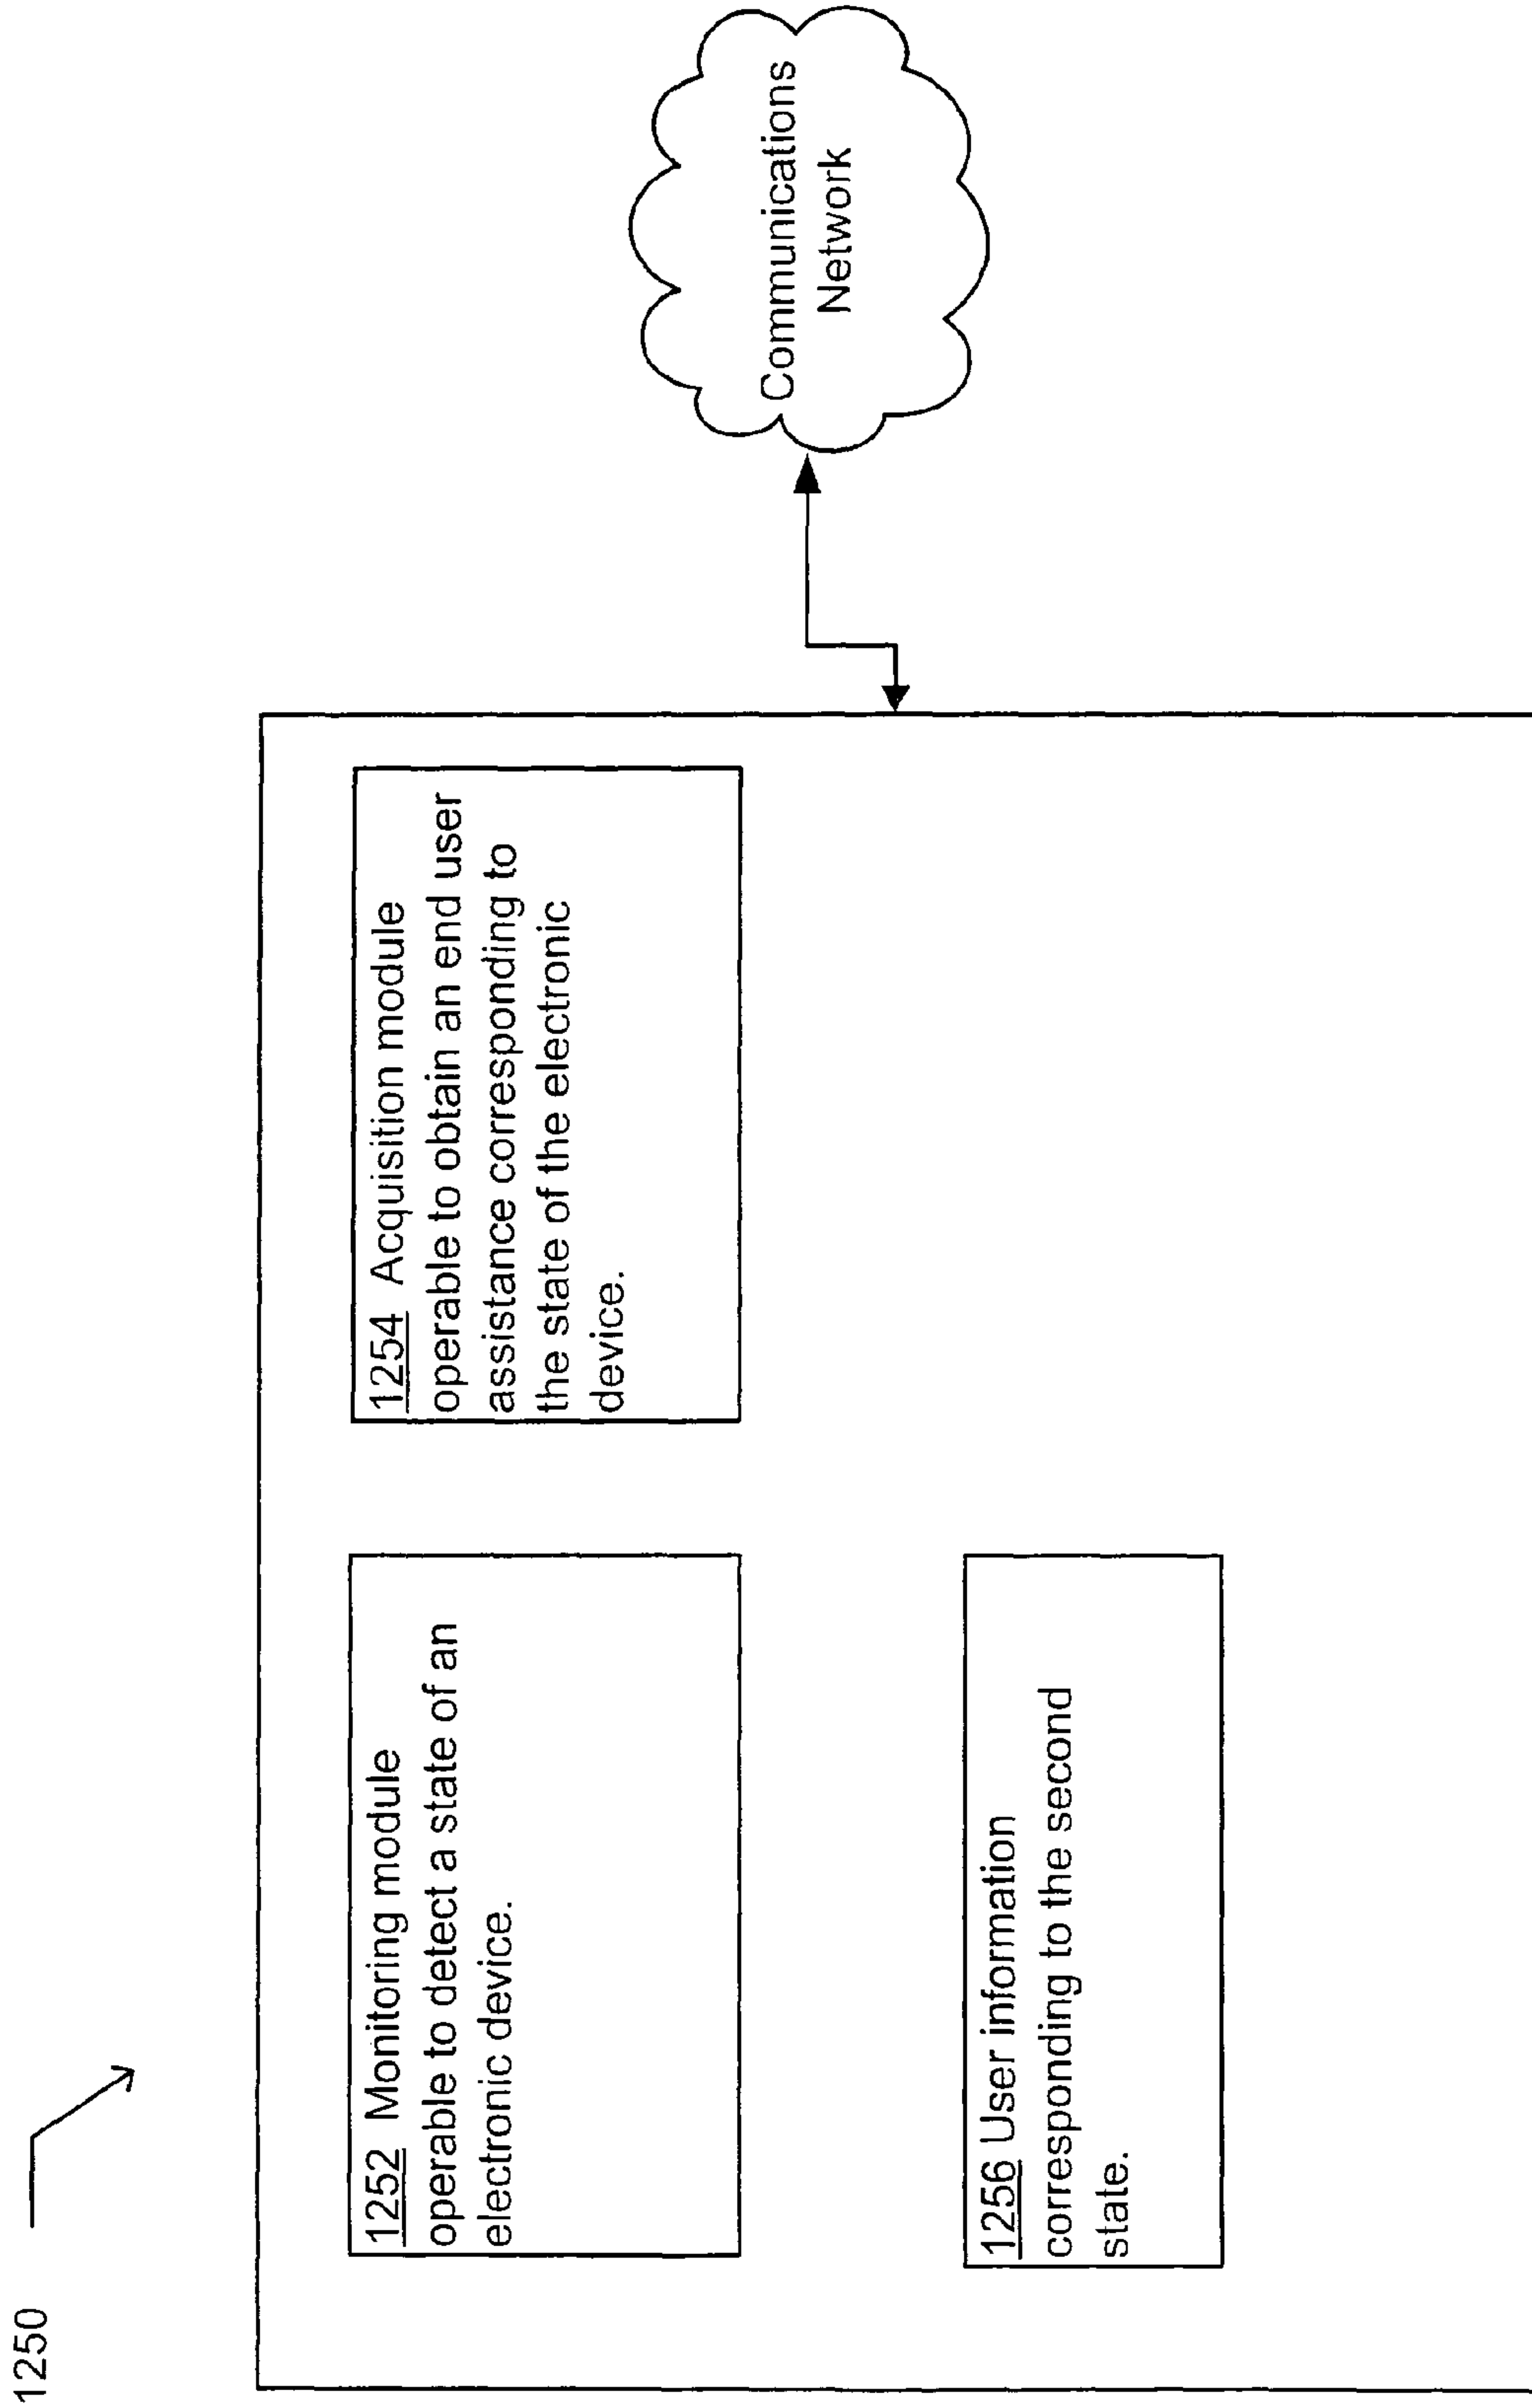 1250
1252 Monitoring module
operable to detect a state of an
electronic device.
1254 Acquisition module
operable to obtain an end user
assistance corresponding to
the state of the electronic
device.
1256 User information
corresponding to the second
state.
Communications
Network